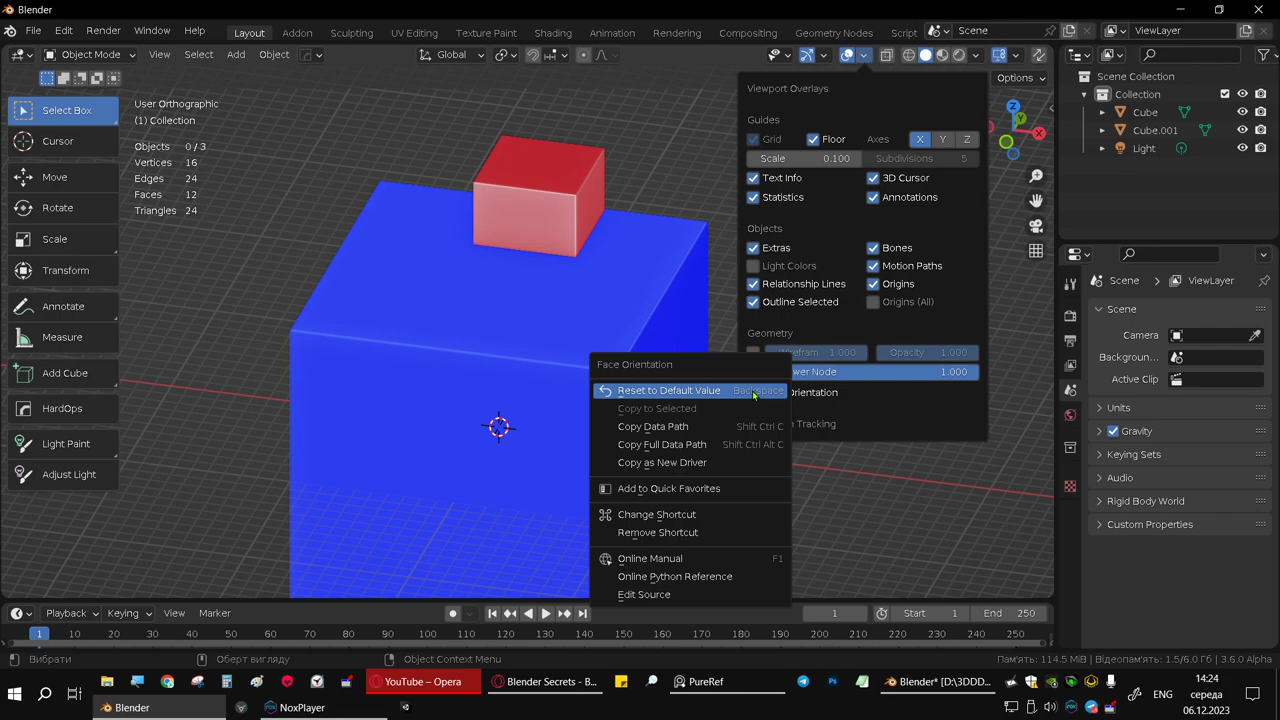 Blender
File Edit Render Window Help Layout Addon Sculpting UV Editing Texture Paint Shading Animation Rendering Compositing Geometry Nodes Scene ViewLayer
Object Mode View Select Add Object Global
Options
Select Box
Cursor
Move
Rotate
Scale
Transform
Annotate
Measure
Add Cube
HardOps
Light Paint
Adjust Light
User Orthographic
(1) Collection
Objects 0 / 3
Vertices 16
Edges 24
Faces 12
Triangles 24
Viewport Overlays
Guides
Grid Floor Axes X Y Z
Scale 0.100 Subdivisions 5
Text Info 3D Cursor
Statistics Annotations
Objects
Extras Bones
Light Colors Motion Paths
Relationship Lines Origins
Outline Selected Origins (All)
Geometry
Wirefram 1.000 Opacity 1.000
Node 1.000
Orientation
Tracking
Face Orientation
Reset to Default Value Backspace
Copy to Selected
Copy Data Path Shift Ctrl C
Copy Full Data Path Shift Ctrl Alt C
Copy as New Driver
Add to Quick Favorites
Change Shortcut
Remove Shortcut
Online Manual F1
Online Python Reference
Edit Source
Z
Y
X
Scene Collection
Collection
Cube
Cube.001
Light
Scene ViewLayer
Scene
Camera
Backgroun..
Active Clip
Units
Gravity
Keying Sets
Audio
Rigid Body World
Custom Properties
Playback Keying View Marker 1 Start 1 End 250
1 10 20 30 40 50 60 70 80 90 100 110 120 130 140 150 160 170 180 190 200 210 220 230 240 250
Вибрати Оберт вигляду Object Context Menu Пам'ять: 114.5 MiB | Відеопам'ять: 1.5/6.0 Гб | 3.6.0 Alpha
YouTube – Opera Blender Secrets - B... PureRef Blender* [D:\3DDD... ENG 14:24
середа
Blender NoxPlayer 06.12.2023